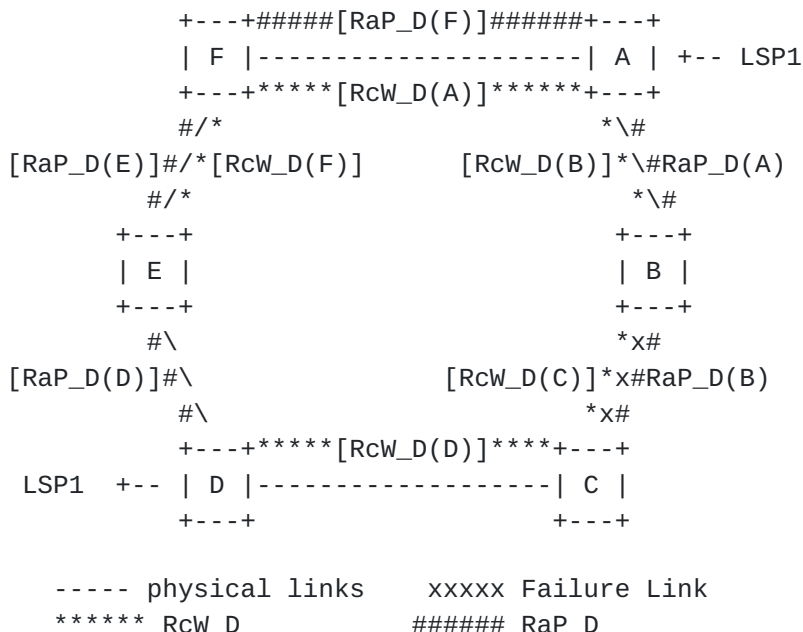 +---+#####[RaP_D(F)]######+---+
| F |---------------------| A | +-- LSP1
+---+*****[RcW_D(A)]******+---+
#/* *\#
[RaP_D(E)]#/*[RcW_D(F)] [RcW_D(B)]*\#RaP_D(A)
#/* *\#
+---+ +---+
| E | | B |
+---+ +---+
#\ *x#
[RaP_D(D)]#\ [RcW_D(C)]*x#RaP_D(B)
#\ *x#
+---+*****[RcW_D(D)]****+---+
LSP1 +-- | D |-------------------| C |
+---+ +---+
----- physical links xxxxx Failure Link
****** RcW_D ###### RaP_D